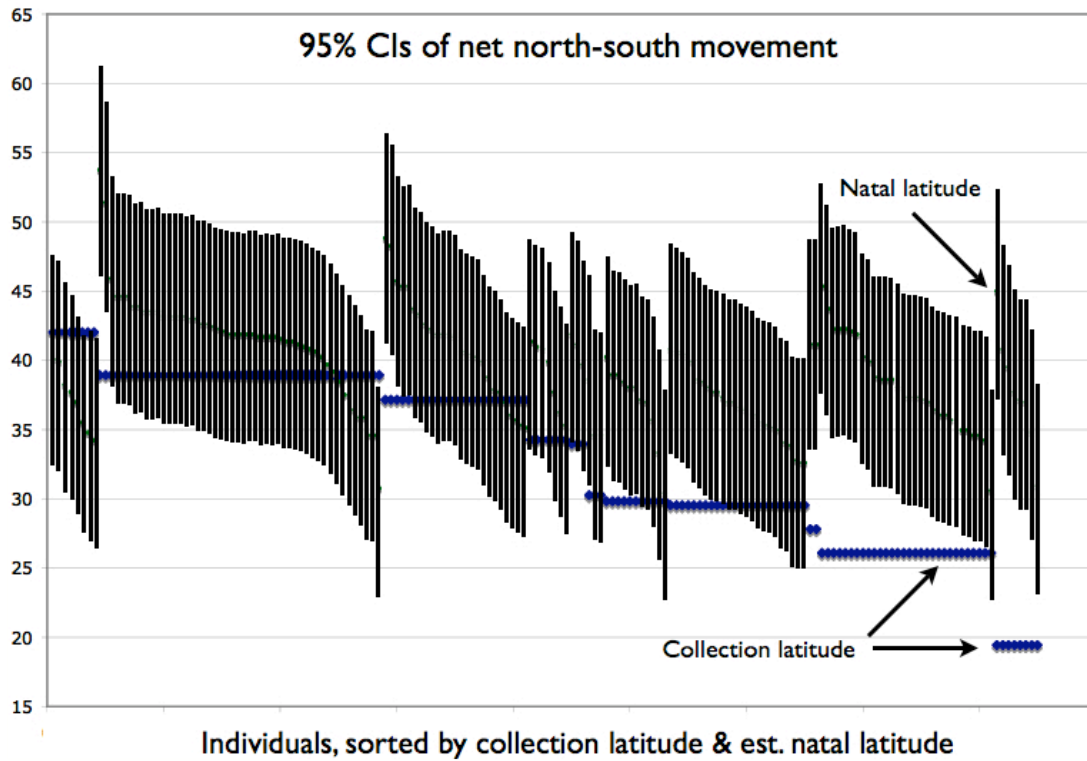 65
95% CIs of net north-south movement
60
55
Natal latitude
50
45
40
35
30
25
20
Collection latitude
15
Individuals, sorted by collection latitude & est. natal latitude